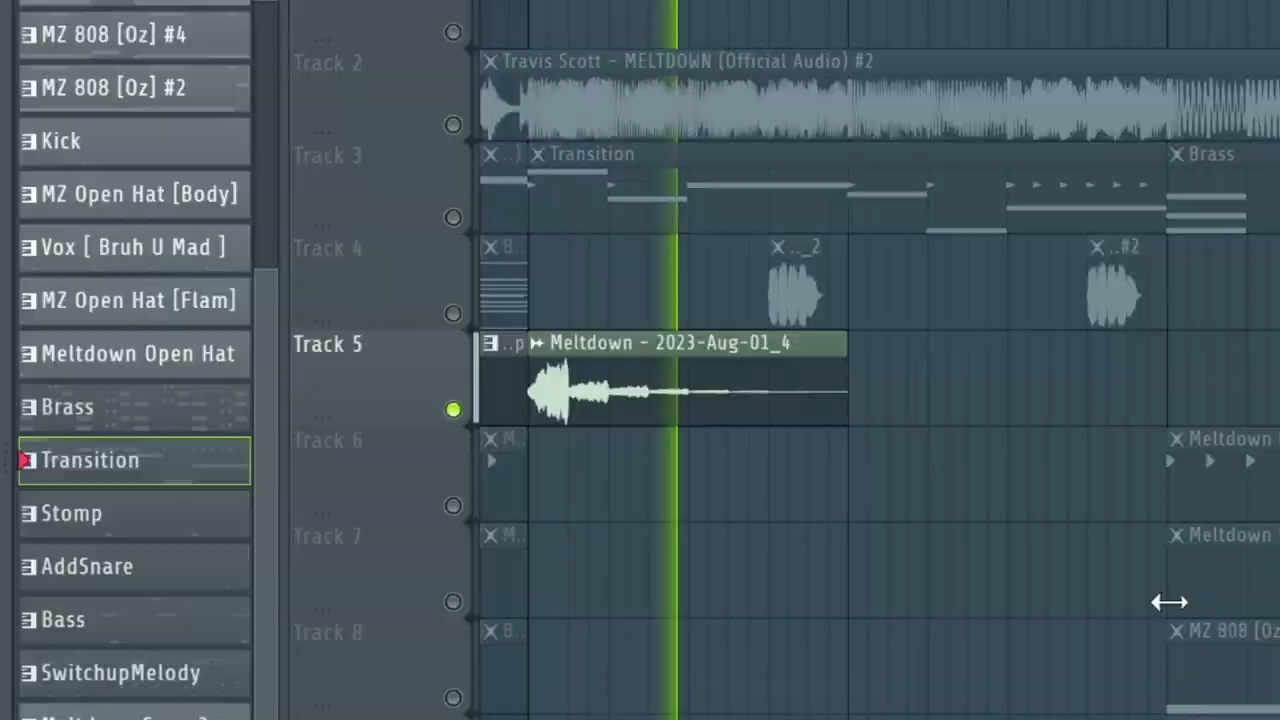 MZ 808 [Oz] #4
MZ 808 [Oz] #2
Kick
MZ Open Hat [Body]
Vox [ Bruh U Mad ]
MZ Open Hat [Flam]
Meltdown Open Hat
Brass
Transition
Stomp
AddSnare
Bass
SwitchupMelody
Track 2
Travis Scott - MELTDOWN (Official Audio) #2
Track 3
Transition
Brass
Track 4
B..
.._2
..#2
Track 5
..p
Meltdown - 2023-Aug-01_4
Track 6
M..
Meltdown
Track 7
M..
Meltdown
Track 8
B..
MZ 808 [Oz